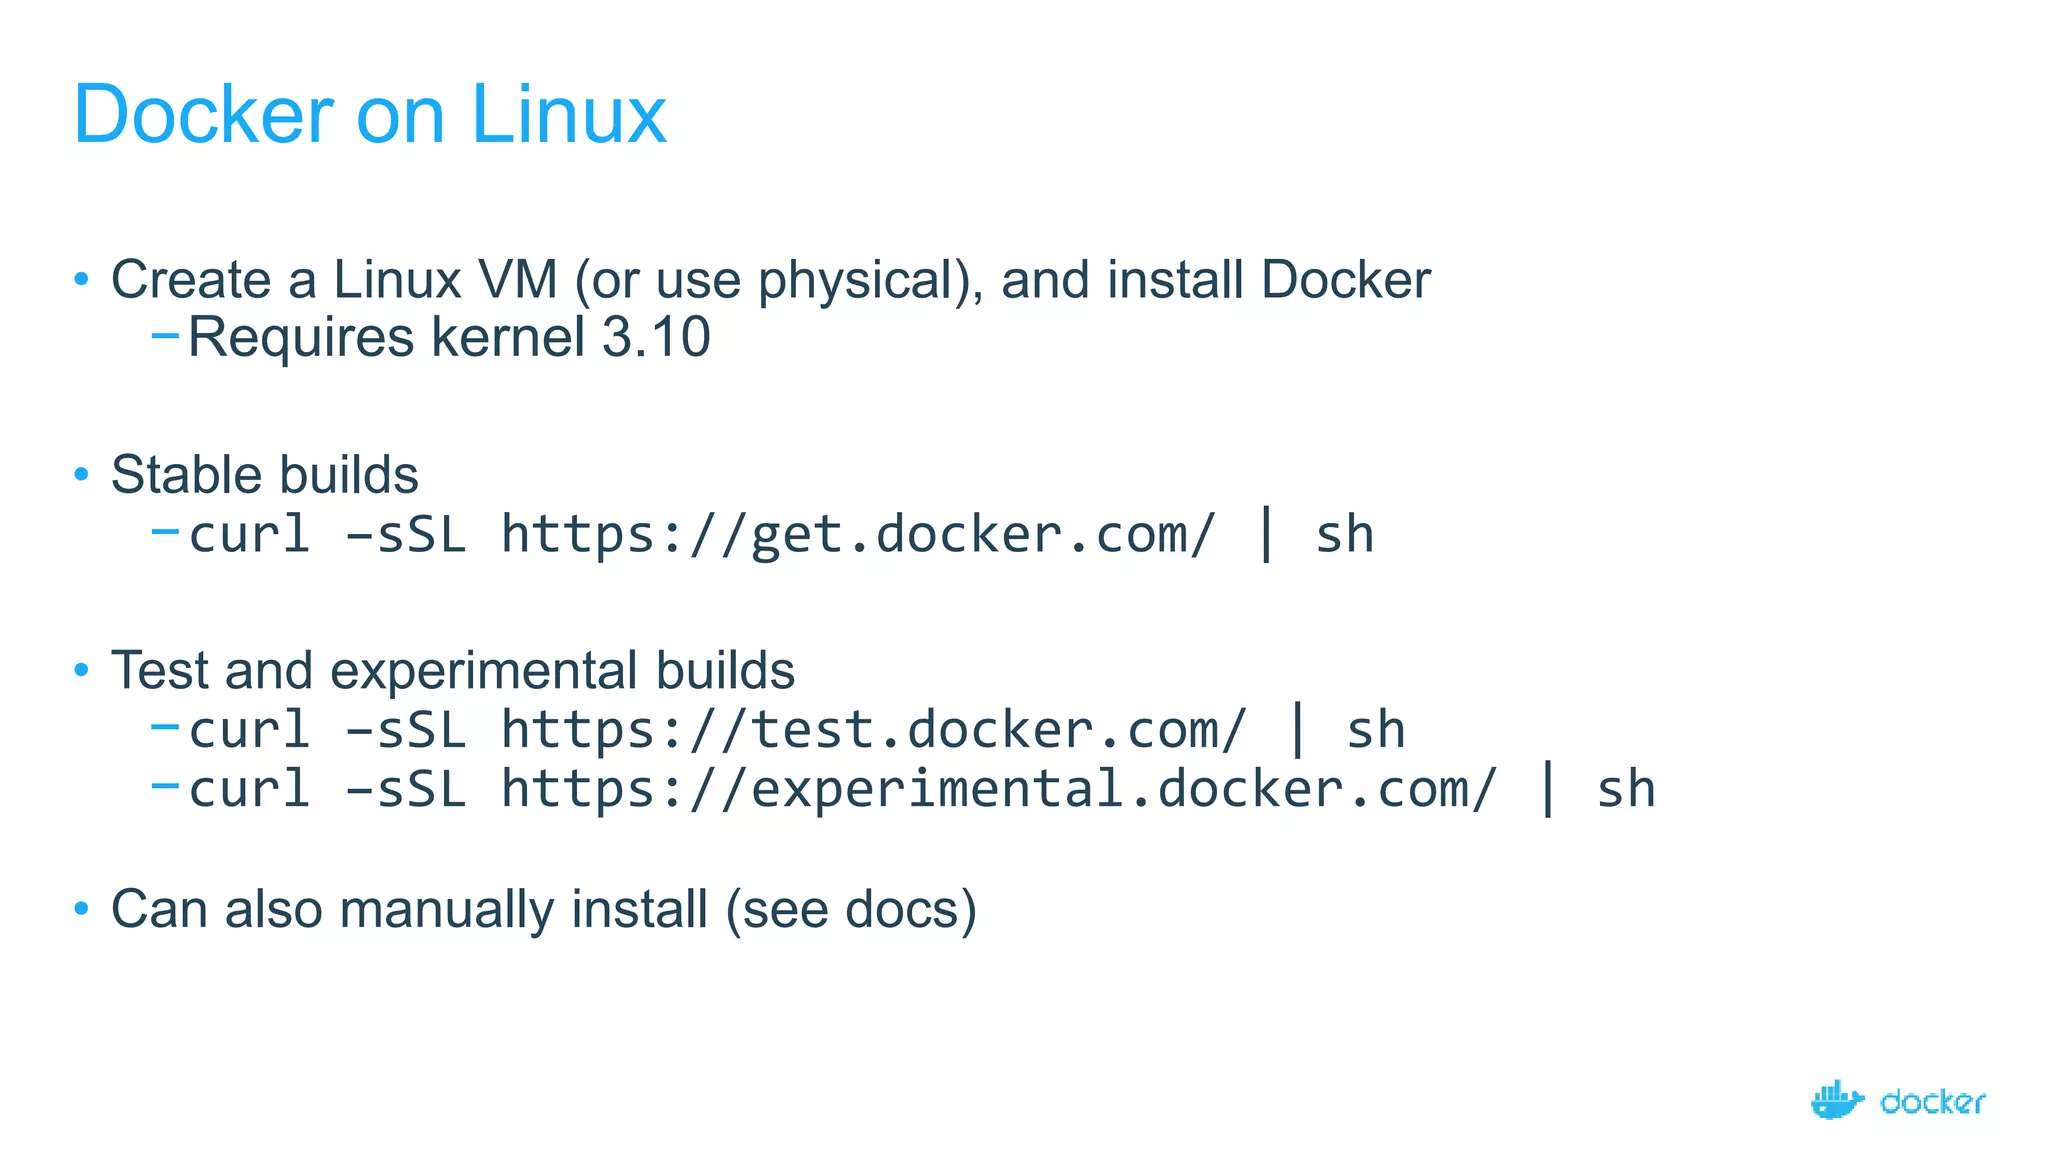 Docker on Linux
• Create a Linux VM (or use physical), and install Docker
−Requires kernel 3.10
• Stable builds
−curl –sSL https://get.docker.com/ | sh
• Test and experimental builds
−curl –sSL https://test.docker.com/ | sh
−curl –sSL https://experimental.docker.com/ | sh
• Can also manually install (see docs)
docker